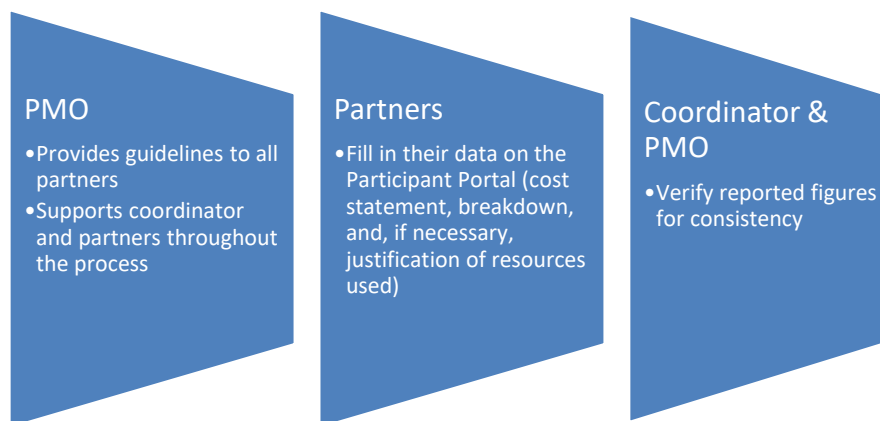 PMO
•Provides guidelines to all
partners
•Supports coordinator
and partners throughout
the process
Partners
•Fill in their data on the
Participant Portal (cost
statement, breakdown,
and, if necessary,
justification of resources
used)
Coordinator &
PMO
•Verify reported figures
for consistency